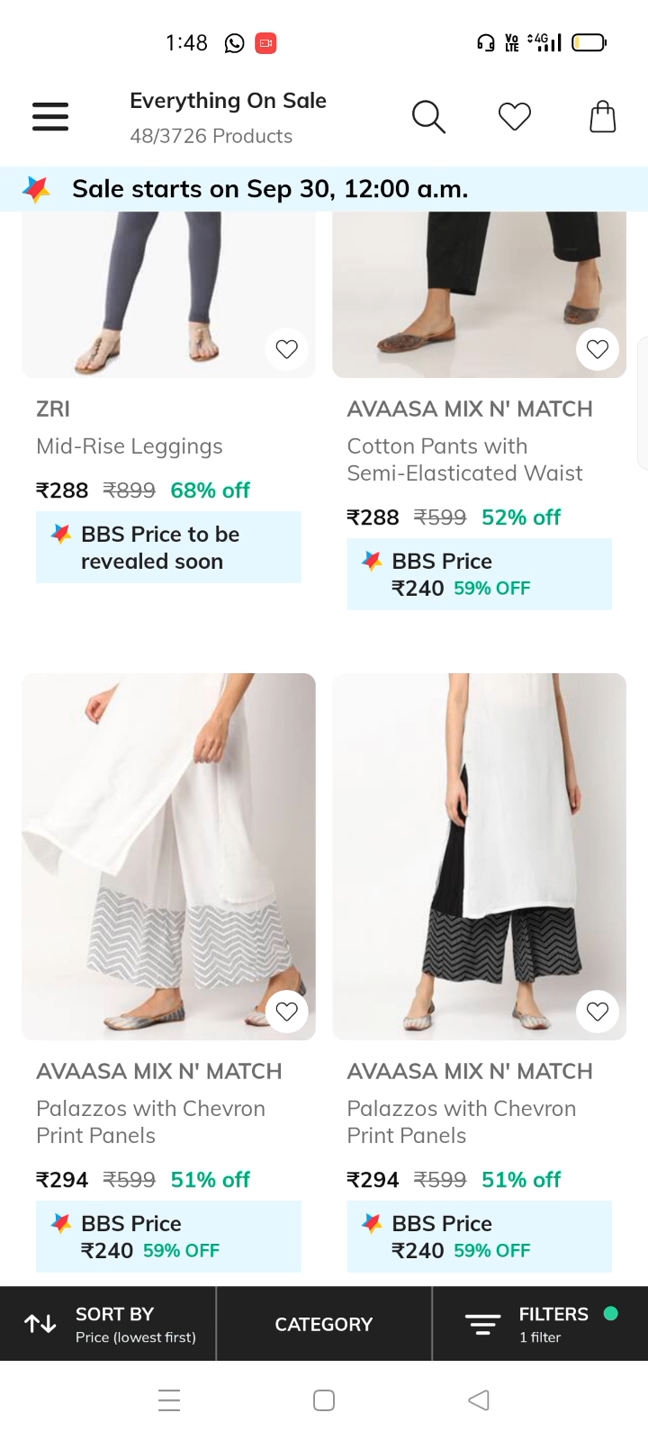 1:48
Vo
LTE
4G
Everything On Sale
48/3726 Products
Sale starts on Sep 30, 12:00 a.m.
ZRI
Mid-Rise Leggings
₹288 ₹899 68% off
BBS Price to be
revealed soon
AVAASA MIX N' MATCH
Cotton Pants with
Semi-Elasticated Waist
₹288 ₹599 52% off
BBS Price
₹240 59% OFF
AVAASA MIX N' MATCH
Palazzos with Chevron
Print Panels
₹294 ₹599 51% off
BBS Price
₹240 59% OFF
AVAASA MIX N' MATCH
Palazzos with Chevron
Print Panels
₹294 ₹599 51% off
BBS Price
₹240 59% OFF
SORT BY
Price (lowest first)
CATEGORY
FILTERS
1 filter